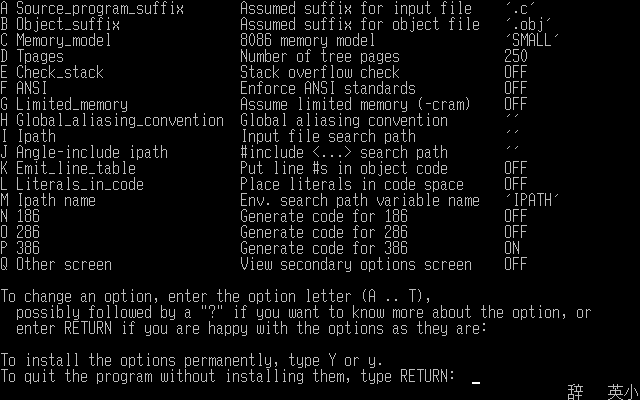 A Source_program_suffix     Assumed suffix for input file    ´.c´
B Object_suffix             Assumed suffix for object file   ´.obj´
C Memory_model              8086 memory model                ´SMALL´
D Tpages                    Number of tree pages             250
E Check_stack               Stack overflow check             OFF
F ANSI                      Enforce ANSI standards           OFF
G Limited_memory            Assume limited memory (-cram)    OFF
H Global_aliasing_convention  Global aliasing convention       ´´
I Ipath                     Input file search path           ´´
J Angle-include ipath       #include <...> search path       ´´
K Emit_line_table           Put line #s in object code       OFF
L Literals_in_code          Place literals in code space     OFF
M Ipath name                Env. search path variable name   ´IPATH´
N 186                       Generate code for 186            OFF
O 286                       Generate code for 286            OFF
P 386                       Generate code for 386            ON
Q Other screen              View secondary options screen    OFF
To change an option, enter the option letter (A .. T),
possibly followed by a "?" if you want to know more about the option, or
enter RETURN if you are happy with the options as they are:
To install the options permanently, type Y or y.
To quit the program without installing them, type RETURN: _
辞 英小